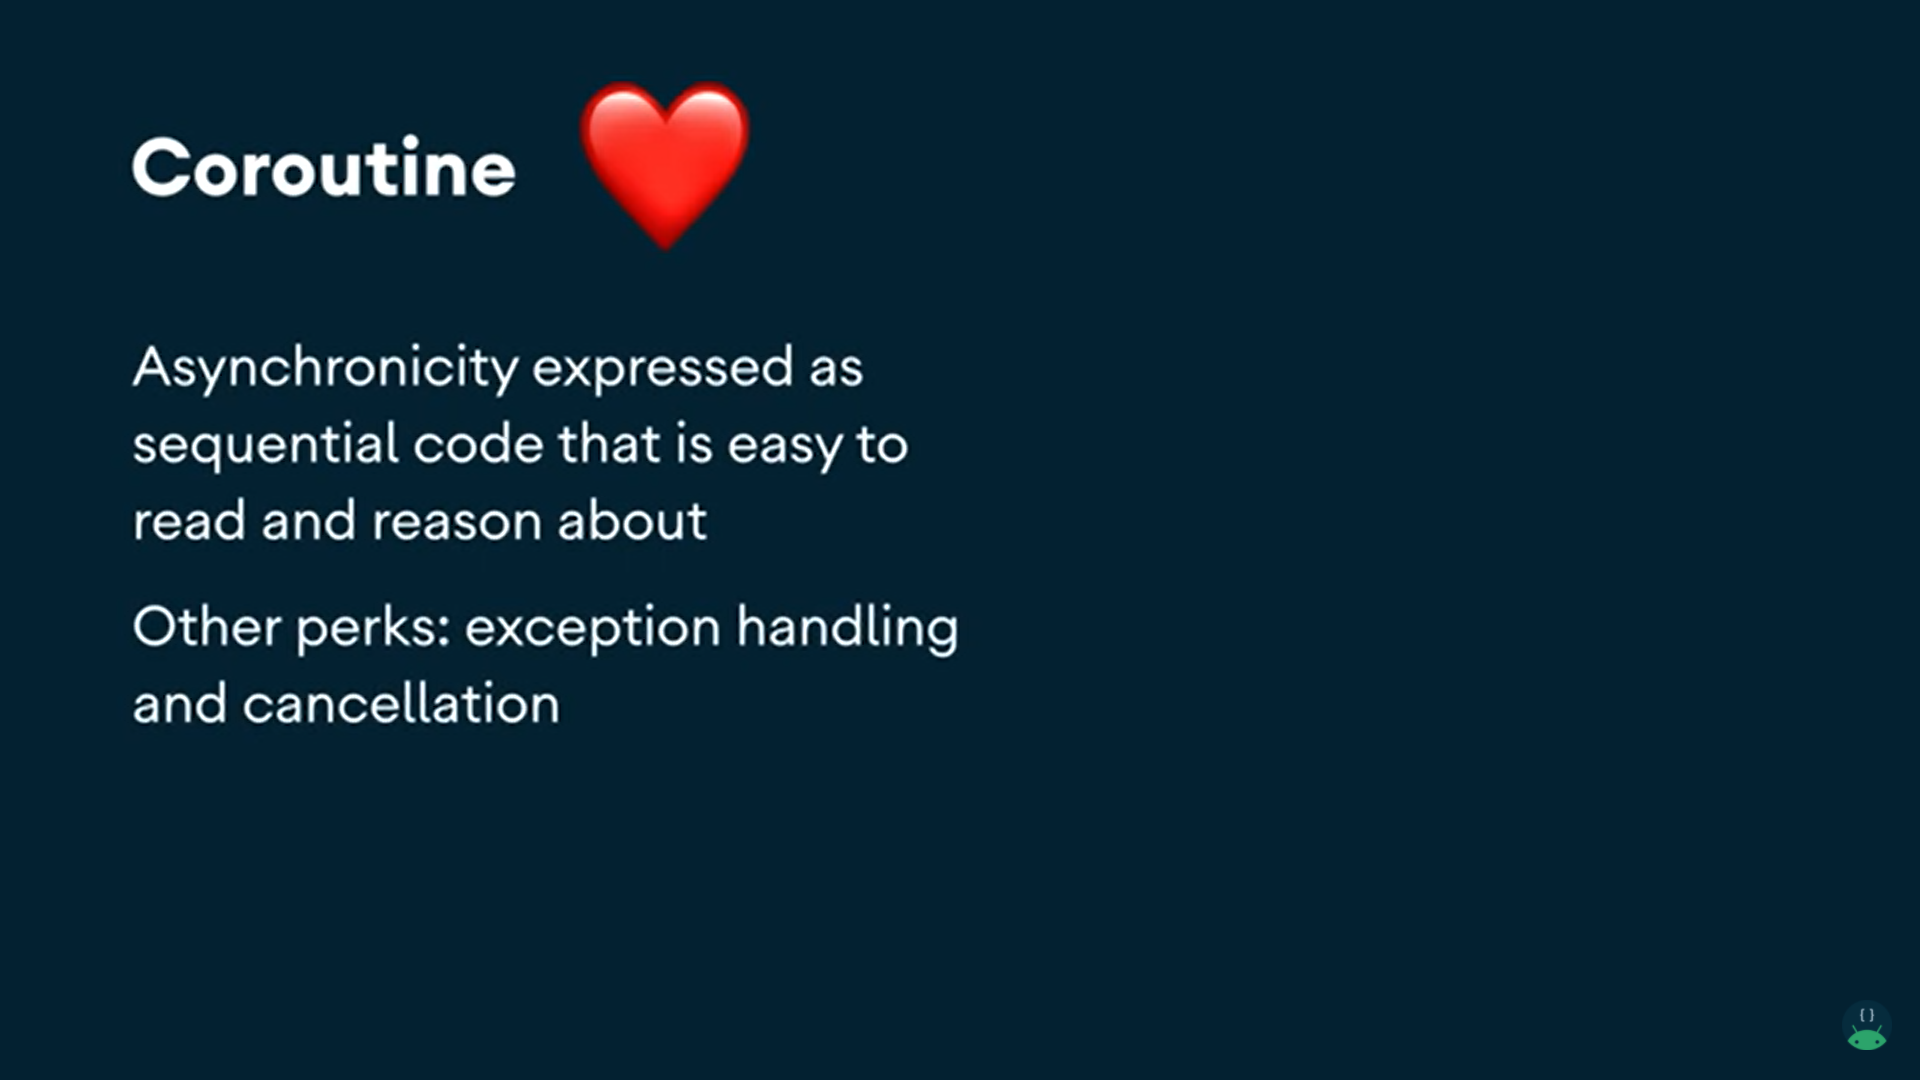 Coroutine
Asynchronicity expressed as
sequential code that is easy to
read and reason about
Other perks: exception handling
and cancellation
{ }